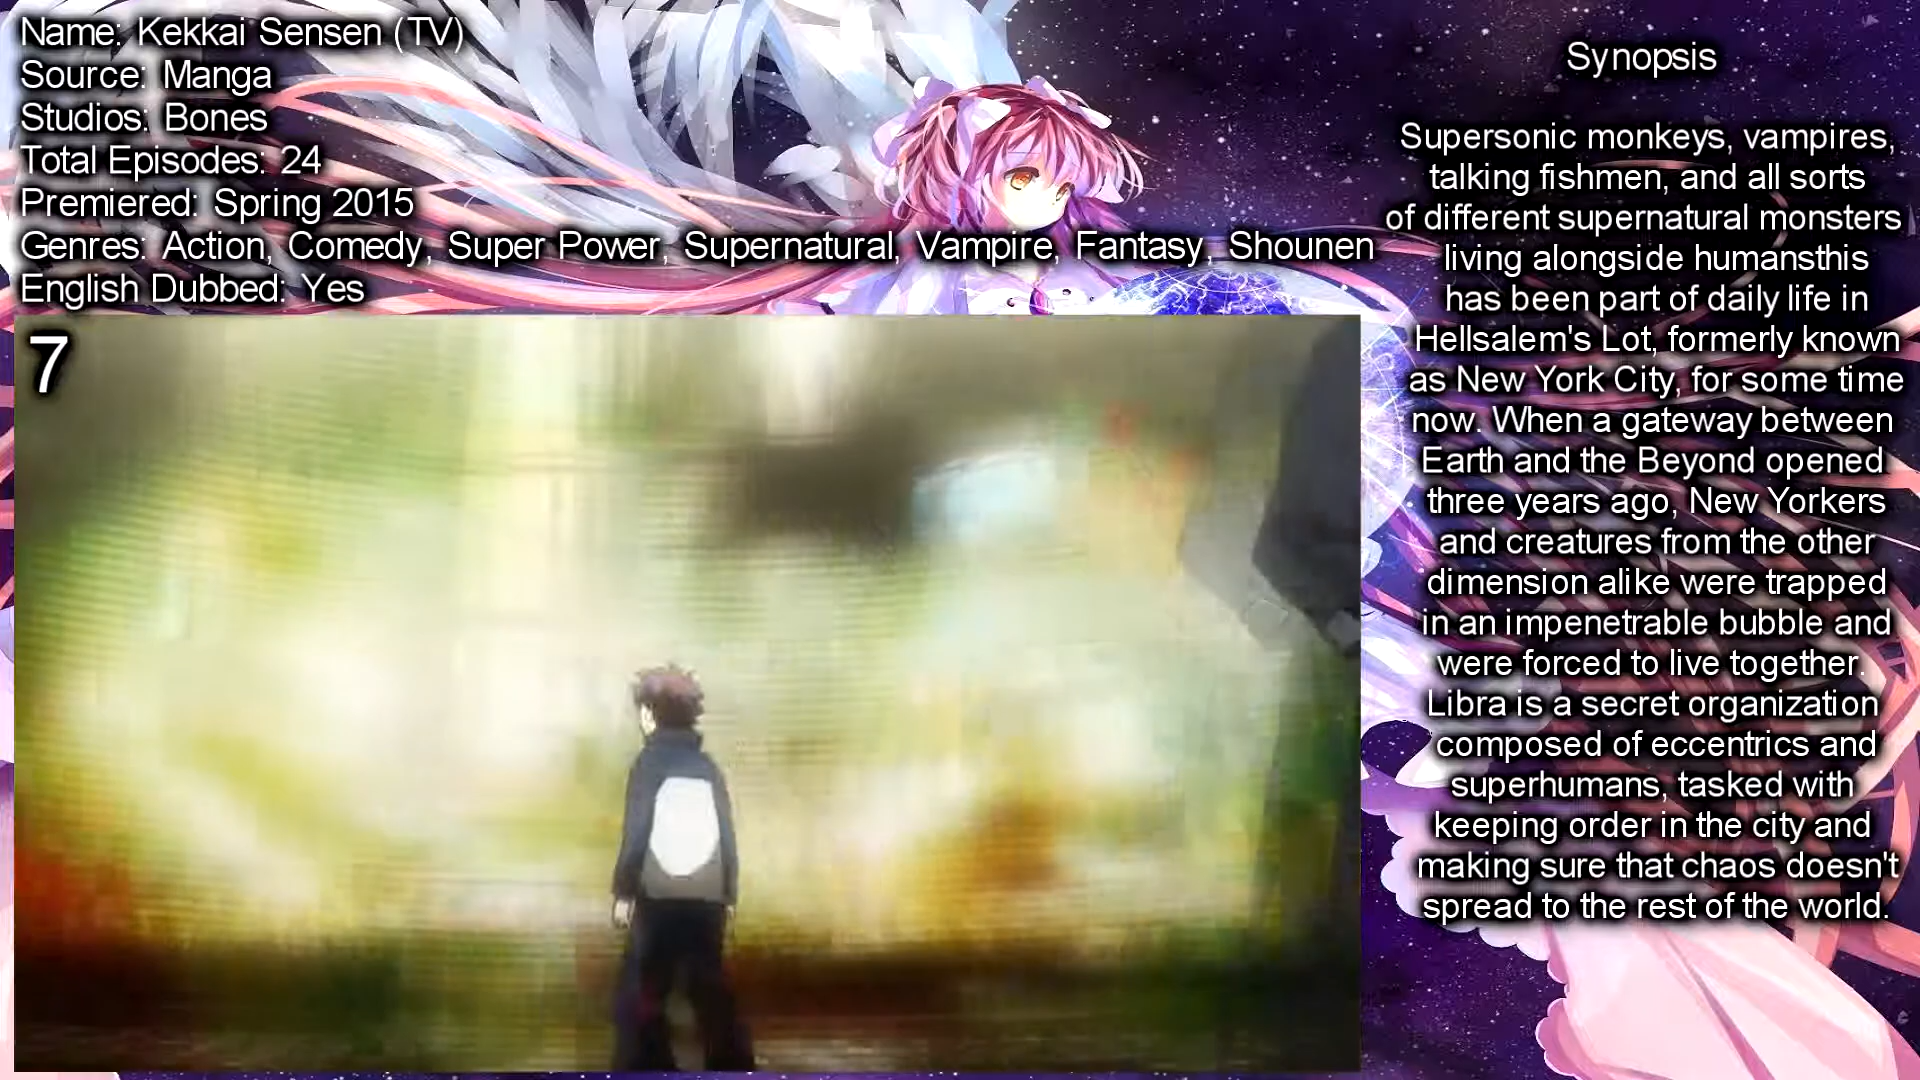 Name: Kekkai Sensen (TV)
Source: Manga
Studios: Bones
Total Episodes: 24
Premiered: Spring 2015
Genres: Action, Comedy, Super Power, Supernatural, Vampire, Fantasy, Shounen
English Dubbed: Yes
7
Synopsis
Supersonic monkeys, vampires,
talking fishmen, and all sorts
of different supernatural monsters
living alongside humansthis
has been part of daily life in
Hellsalem's Lot, formerly known
as New York City, for some time
now. When a gateway between
Earth and the Beyond opened
three years ago, New Yorkers
and creatures from the other
dimension alike were trapped
in an impenetrable bubble and
were forced to live together.
Libra is a secret organization
composed of eccentrics and
superhumans, tasked with
keeping order in the city and
making sure that chaos doesn't
spread to the rest of the world.